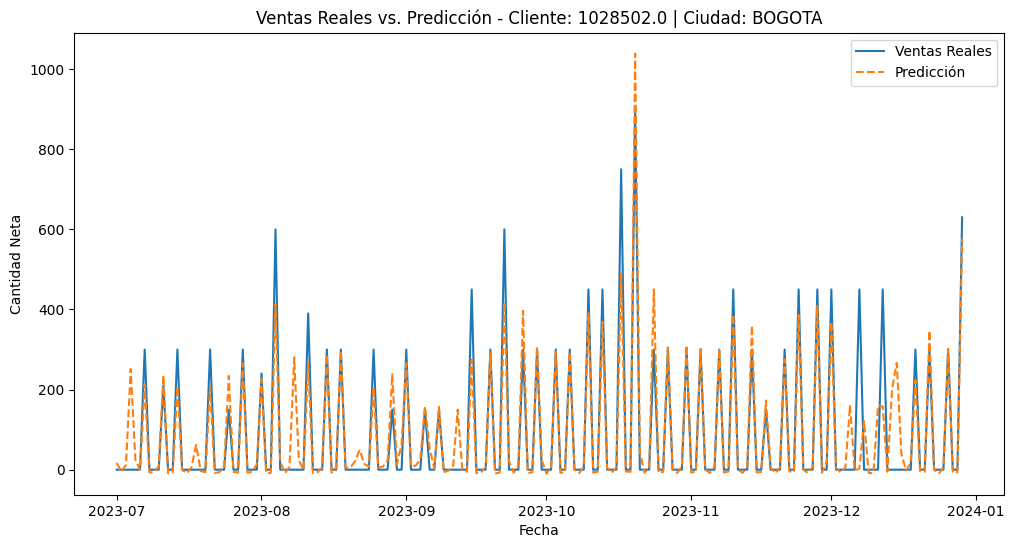 Ventas Reales vs. Predicción - Cliente: 1028502.0 | Ciudad: BOGOTA
Ventas Reales
Predicción
Cantidad Neta
1000
800
600
400
200
0
2023-07
2023-08
2023-09
2023-10
2023-11
2023-12
2024-01
Fecha